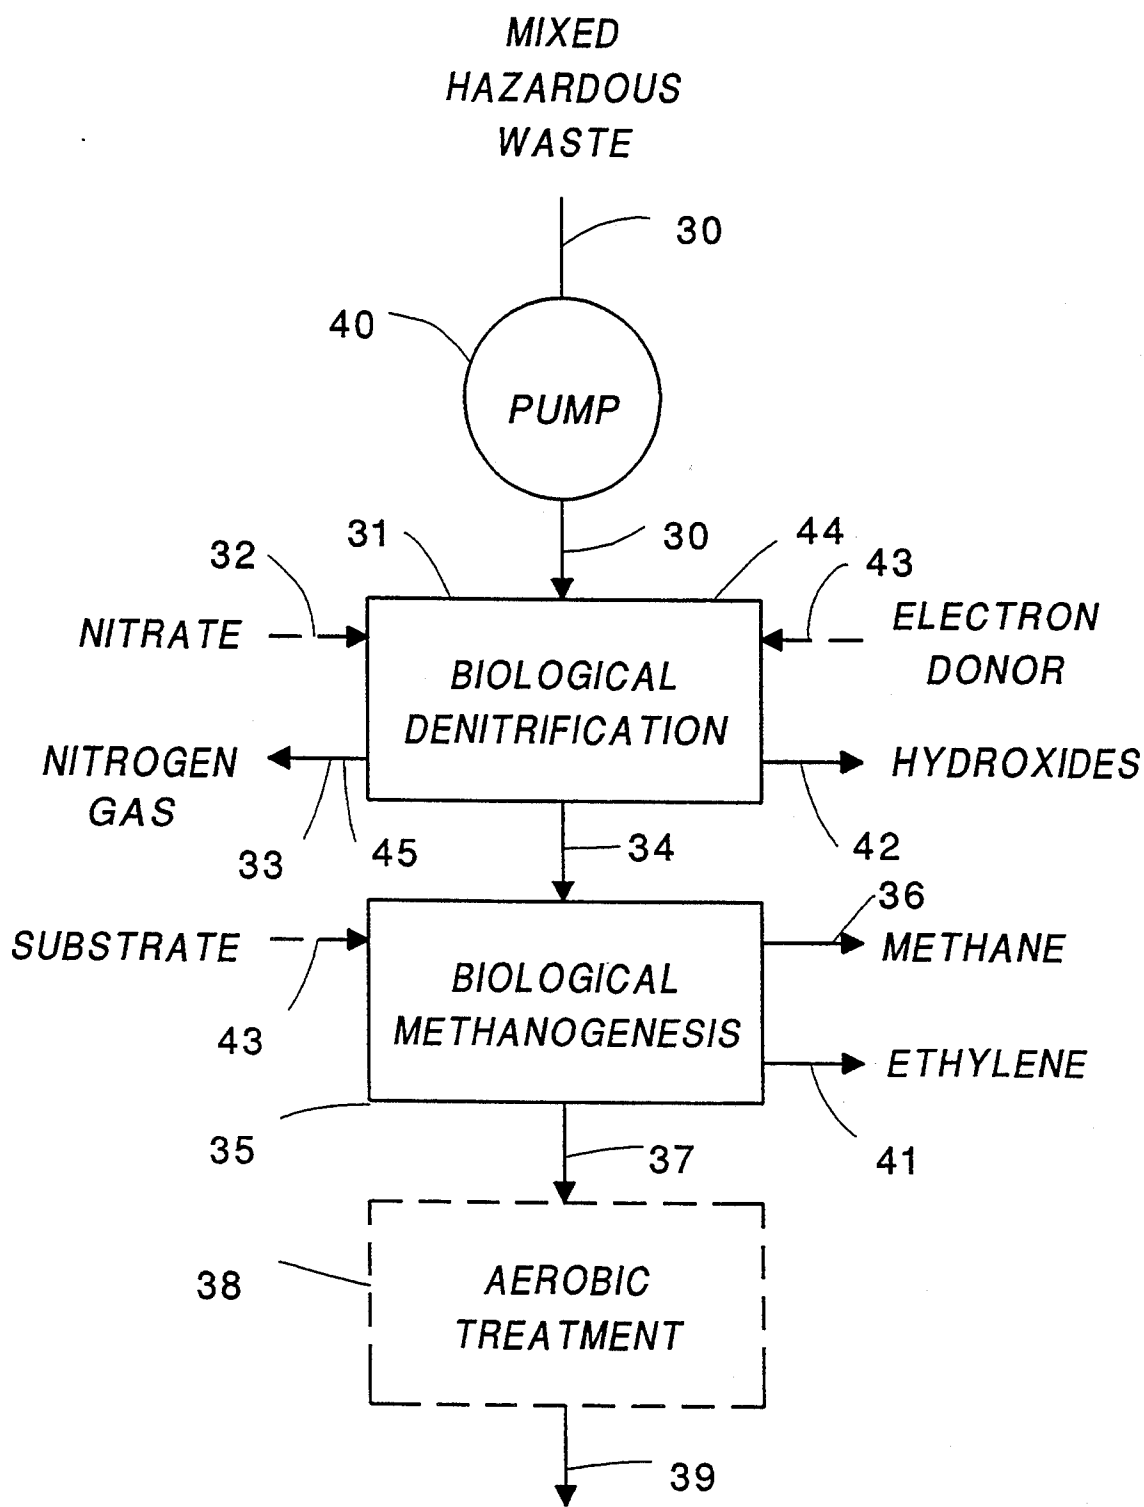 MIXED
HAZARDOUS
WASTE
30
40
PUMP
31
30
44
32
43
NITRATE
ELECTRON
DONOR
BIOLOGICAL
DENITRIFICATION
NITROGEN
GAS
HYDROXIDES
33
45
34
42
36
SUBSTRATE
METHANE
BIOLOGICAL
METHANOGENESIS
43
ETHYLENE
35
37
41
38
AEROBIC
TREATMENT
39